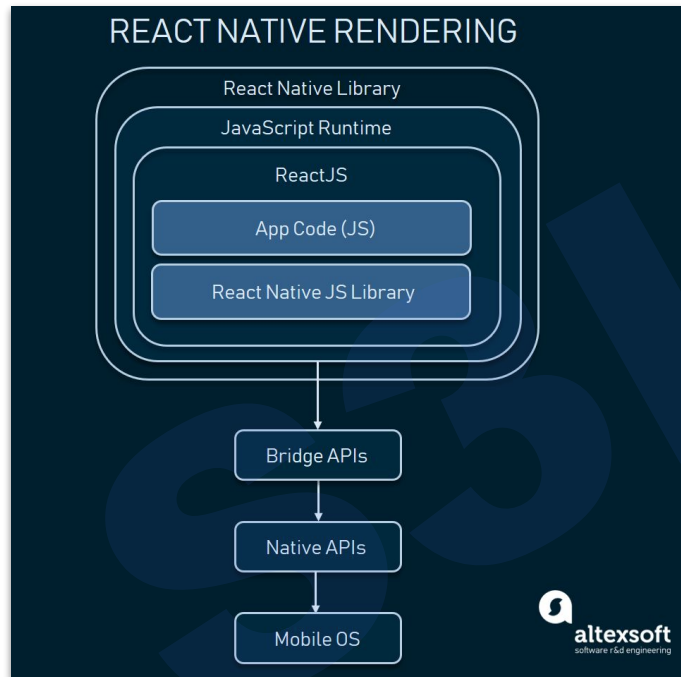 REACT NATIVE RENDERING
React Native Library
JavaScript Runtime
ReactJS
App Code (JS)
React Native JS Library
Bridge APIs
Native APIs
Mobile OS
altexsoft
software r&d engineering